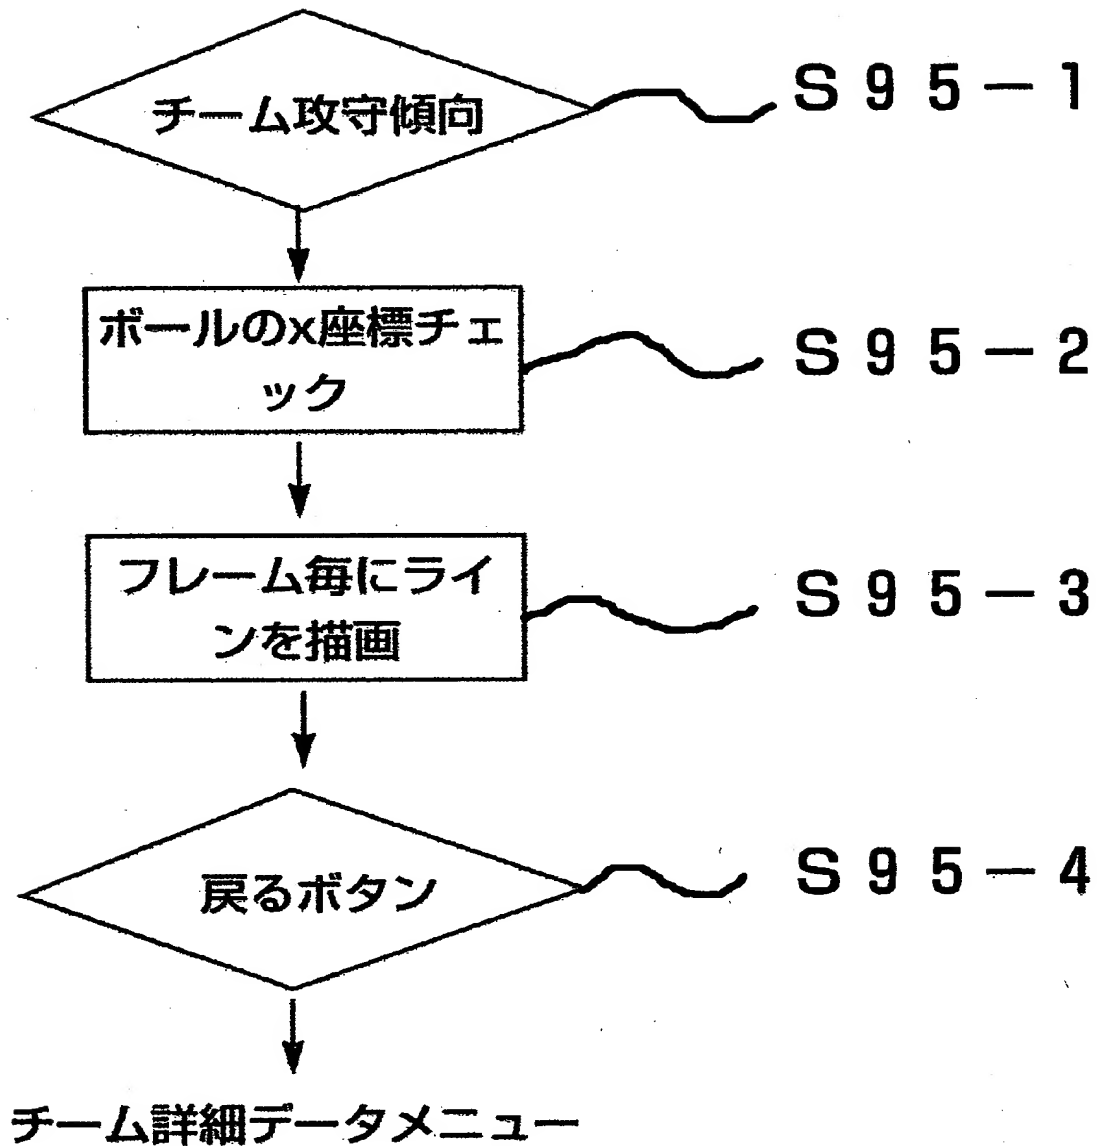 チーム攻守傾向
S95-1
ボールのx座標チェ
ック
S95-2
フレーム毎にライ
ンを描画
S95-3
戻るボタン
S95-4
チーム詳細データメニュー